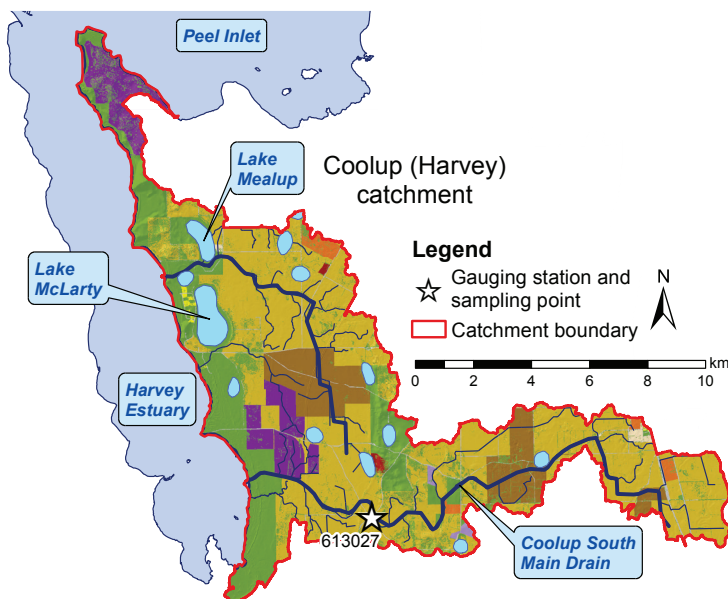 Peel Inlet
Lake
Mealup
Coolup (Harvey)
catchment
Lake
McLarty
Legend
Gauging station and
sampling point
Catchment boundary
N
km
0 2 4 6 8 10
Harvey
Estuary
613027
Coolup South
Main Drain